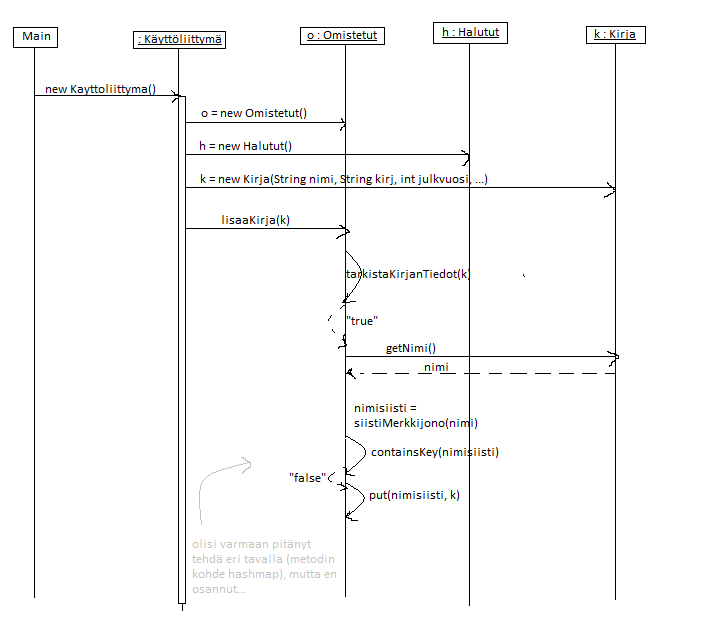 Main
: Käyttöliittymä
o : Omistetut
h : Halutut
k : Kirja
new Kayttoliittyma()
o = new Omistetut()
h = new Halutut()
k = new Kirja(String nimi, String kirj, int julkvuosi, ...)
lisaaKirja(k)
tarkistaKirjanTiedot(k)
"true"
getNimi()
nimi
nimisiisti =
siistiMerkkijono(nimi)
containsKey(nimisiisti)
"false"
put(nimisiisti, k)
olisi varmaan pitänyt
tehdä eri tavalla (metodin
kohde hashmap), mutta en
osannut...